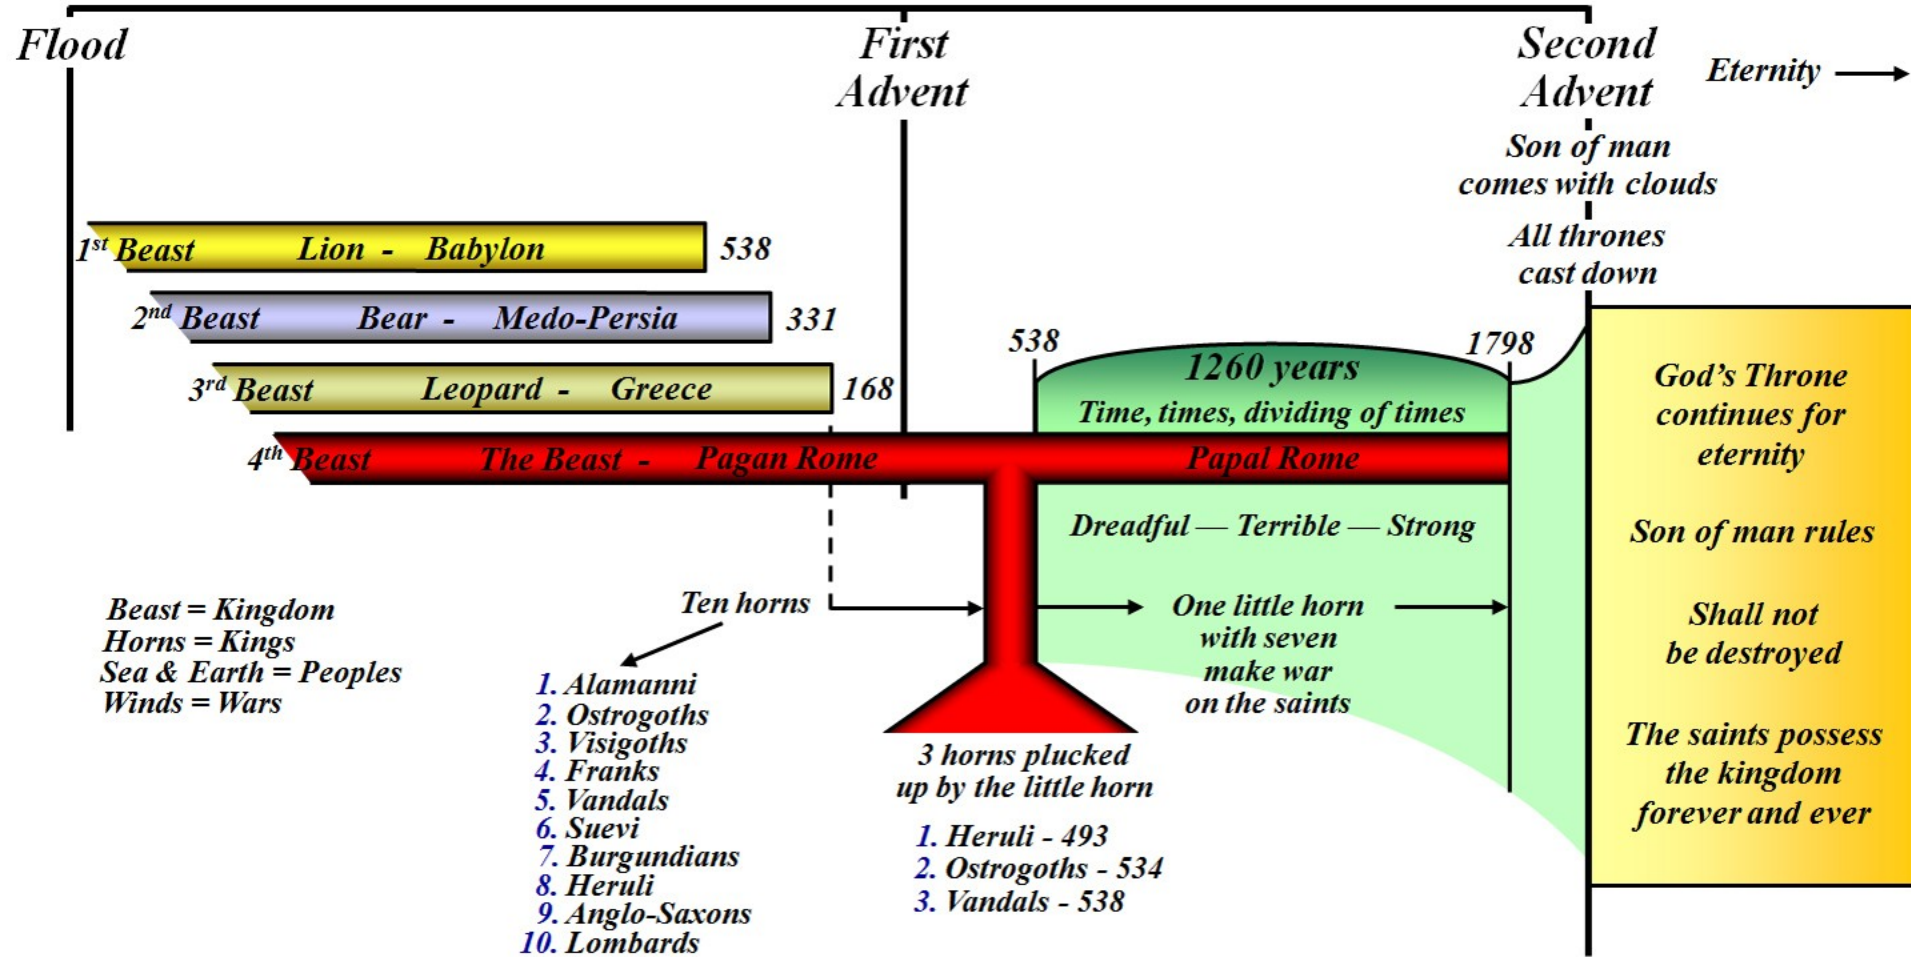 Flood
First
Advent
Second
Advent
Eternity
Son of man
comes with clouds
All thrones
cast down
1st Beast Lion - Babylon 538
2nd Beast Bear - Medo-Persia 331
3rd Beast Leopard - Greece 168
4th Beast The Beast - Pagan Rome Papal Rome
538
1798
1260 years
Time, times, dividing of times
Dreadful — Terrible — Strong
Ten horns
One little horn
with seven
make war
on the saints
Beast = Kingdom
Horns = Kings
Sea & Earth = Peoples
Winds = Wars
1. Alamanni
2. Ostrogoths
3. Visigoths
4. Franks
5. Vandals
6. Suevi
7. Burgundians
8. Heruli
9. Anglo-Saxons
10. Lombards
3 horns plucked
up by the little horn
1. Heruli - 493
2. Ostrogoths - 534
3. Vandals - 538
God's Throne
continues for
eternity
Son of man rules
Shall not
be destroyed
The saints possess
the kingdom
forever and ever